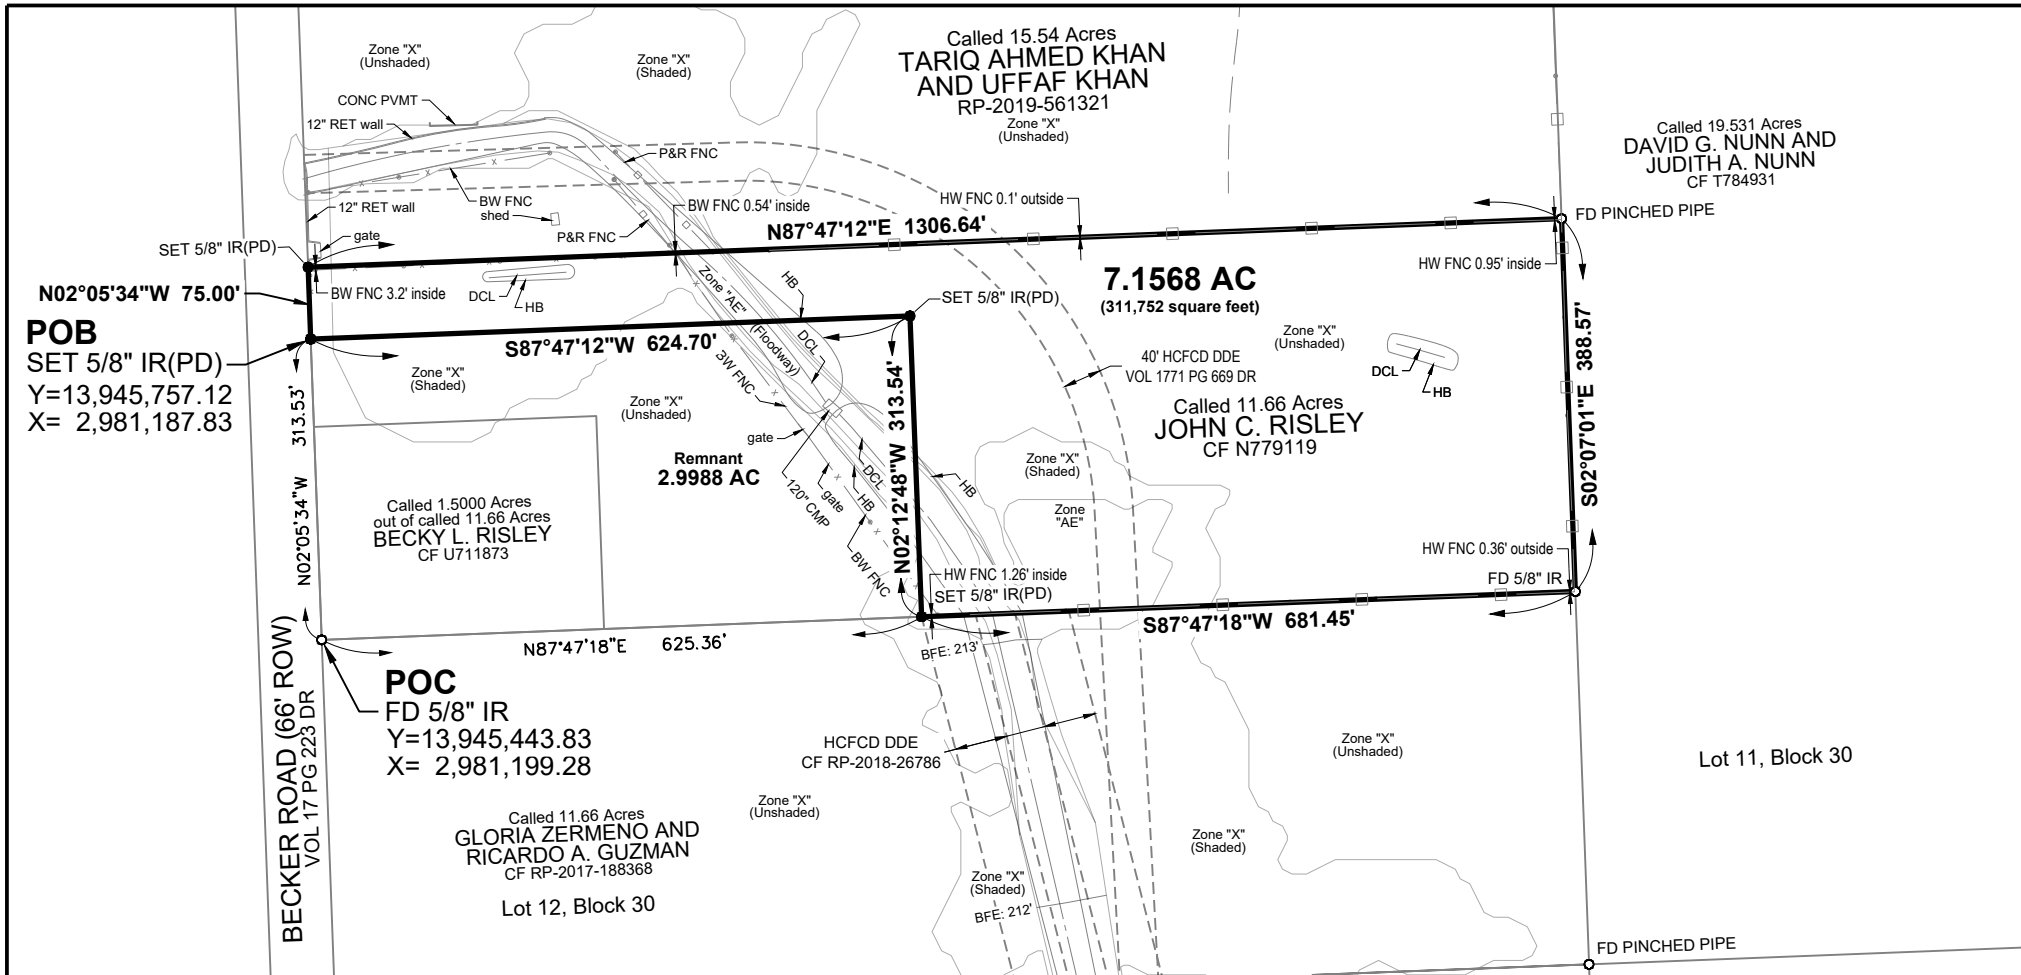 Zone "X"
(Unshaded)
Zone "X"
(Shaded)
Called 15.54 Acres
TARIQ AHMED KHAN
AND UFFAF KHAN
RP-2019-561321
Zone "X"
(Unshaded)
Called 19.531 Acres
DAVID G. NUNN AND
JUDITH A. NUNN
CF T784931
CONC PVMT
12" RET wall
P&R FNC
BW FNC
shed
12" RET wall
gate
P&R FNC
BW FNC 0.54' inside
HW FNC 0.1' outside
N87°47'12"E 1306.64'
FD PINCHED PIPE
SET 5/8" IR(PD)
HW FNC 0.95' inside
N02°05'34"W 75.00'
BW FNC 3.2' inside
DCL
HB
Zone "AE"
(Floodway)
HB
DCL
7.1568 AC
(311,752 square feet)
SET 5/8" IR(PD)
POB
SET 5/8" IR(PD)
Y=13,945,757.12
X= 2,981,187.83
S87°47'12"W 624.70'
Zone "X"
(Shaded)
Zone "X"
(Unshaded)
BW FNC
gate
Zone "X"
(Unshaded)
40' HCFCD DDE
VOL 1771 PG 669 DR
DCL
HB
Called 11.66 Acres
JOHN C. RISLEY
CF N779119
S02°07'01"E 388.57'
N02°12'48"W 313.54'
N02°05'34"W 313.53'
Remnant
2.9988 AC
120" CMP
gate
DCL
HB
BW FNC
HB
Zone "X"
(Shaded)
Zone
"AE"
Called 1.5000 Acres
out of called 11.66 Acres
BECKY L. RISLEY
CF U711873
HW FNC 0.36' outside
FD 5/8" IR
HW FNC 1.26' inside
SET 5/8" IR(PD)
S87°47'18"W 681.45'
N87°47'18"E 625.36'
BFE: 213'
POC
FD 5/8" IR
Y=13,945,443.83
X= 2,981,199.28
BECKER ROAD (66' ROW)
VOL 17 PG 223 DR
HCFCD DDE
CF RP-2018-26786
Zone "X"
(Unshaded)
Lot 11, Block 30
Zone "X"
(Unshaded)
Called 11.66 Acres
GLORIA ZERMENO AND
RICARDO A. GUZMAN
CF RP-2017-188368
Lot 12, Block 30
Zone "X"
(Shaded)
Zone "X"
(Shaded)
BFE: 212'
FD PINCHED PIPE